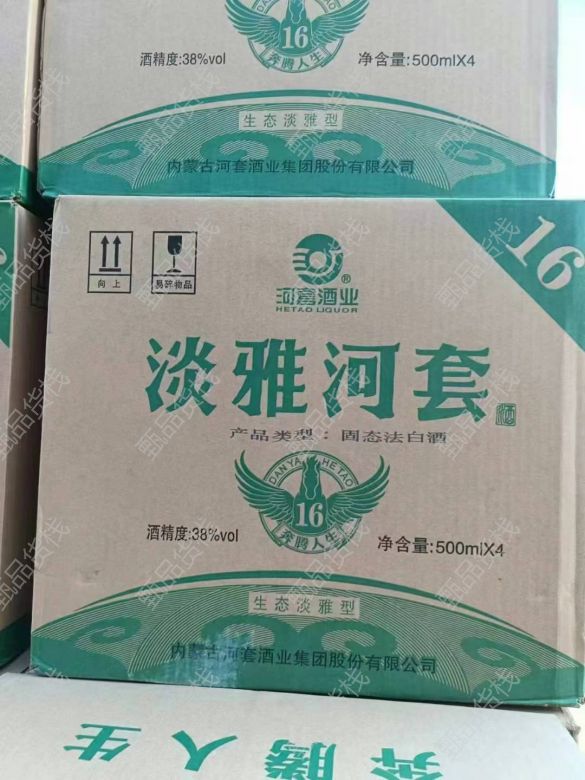 16
酒精度:38%vol
奔腾人生
净含量:500mlX4
生态淡雅型
内蒙古河套酒业集团股份有限公司
16
向上
易碎物品
河套酒业®
HETAO LIQUOR
淡雅河套
酒
产品类型：固态法白酒
DANYA HETAO
16
奔腾人生
酒精度:38%vol
净含量:500mlX4
生态淡雅型
内蒙古河套酒业集团股份有限公司
奔腾人生
甄品货栈